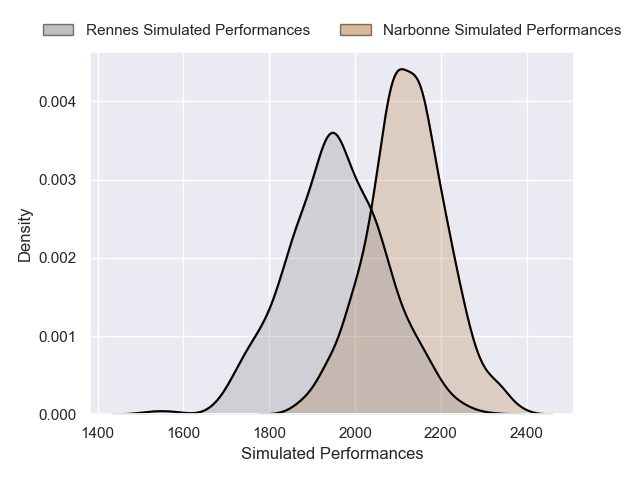 Rennes Simulated Performances Narbonne Simulated Performances
0.004
0.003
0.002
0.001
0.000
Density
1400 1600 1800 2000 2200 2400
Simulated Performances